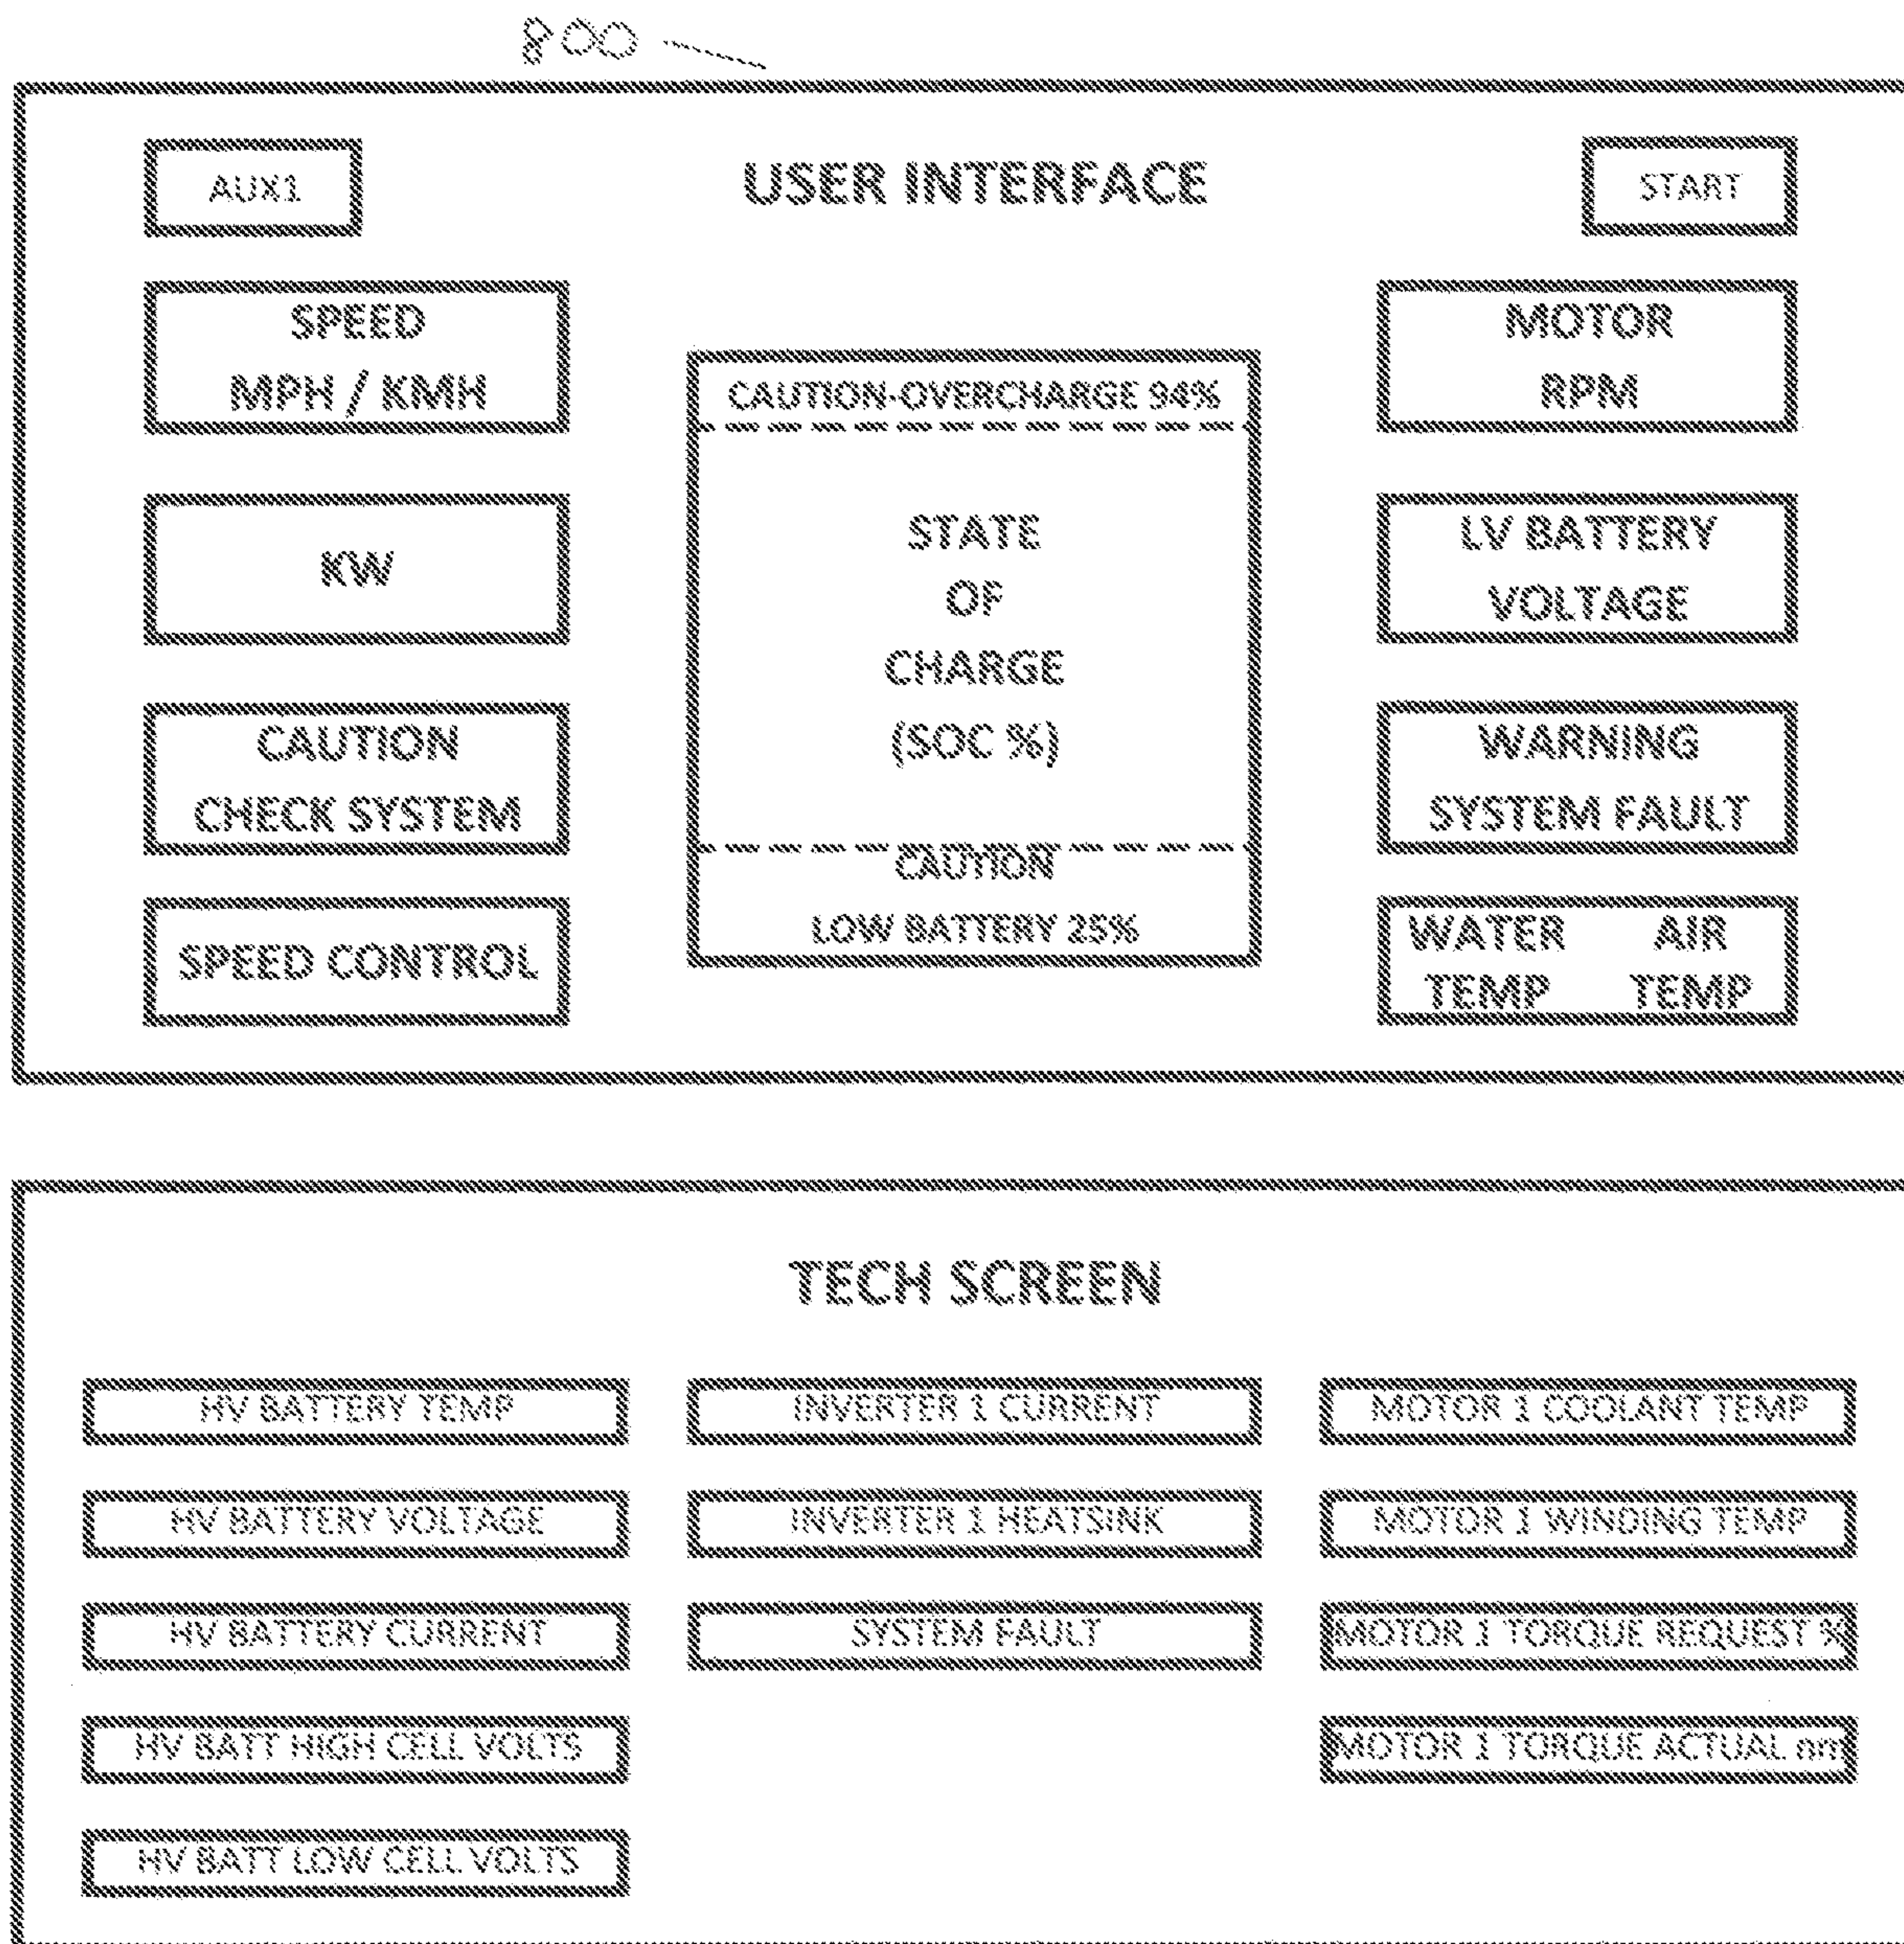 800
AUX1
USER INTERFACE
START
SPEED
MPH / KMH
MOTOR
RPM
CAUTION-OVERCHARGE 94%
KW
STATE
OF
CHARGE
(SOC %)
LV BATTERY
VOLTAGE
CAUTION
CHECK SYSTEM
WARNING
SYSTEM FAULT
CAUTION
LOW BATTERY 25%
SPEED CONTROL
WATER AIR
TEMP TEMP
TECH SCREEN
HV BATTERY TEMP
INVERTER 1 CURRENT
MOTOR 1 COOLANT TEMP
HV BATTERY VOLTAGE
INVERTER 1 HEATSINK
MOTOR 1 WINDING TEMP
HV BATTERY CURRENT
SYSTEM FAULT
MOTOR 1 TORQUE REQUEST %
HV BATT HIGH CELL VOLTS
MOTOR 1 TORQUE ACTUAL nm
HV BATT LOW CELL VOLTS